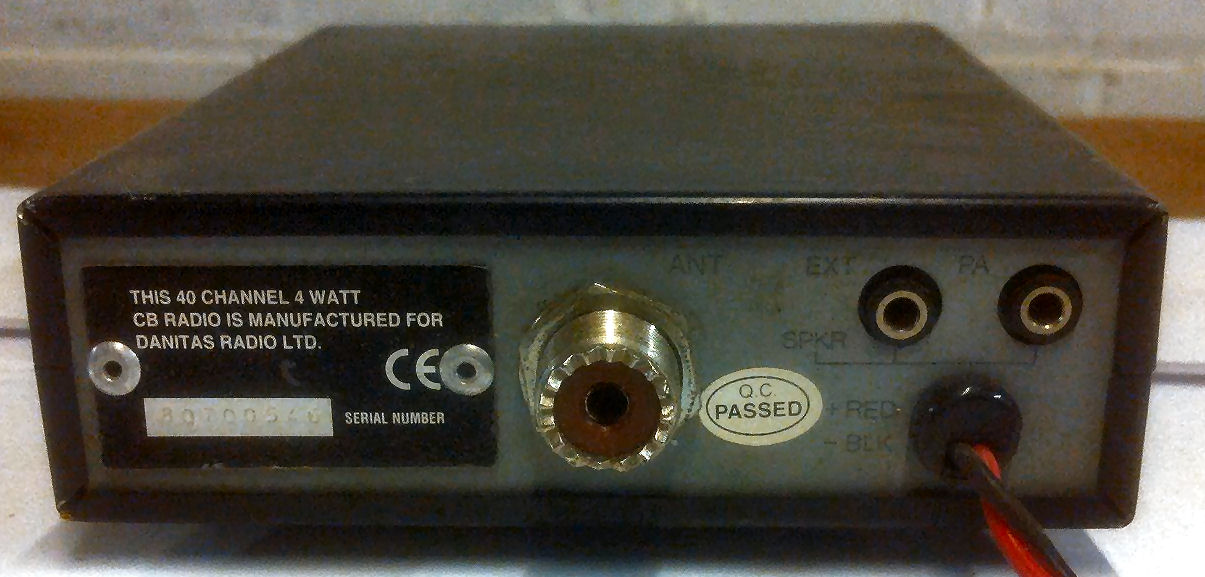 THIS 40 CHANNEL 4 WATT
CB RADIO IS MANUFACTURED FOR
DANITAS RADIO LTD.
CE
SERIAL NUMBER
ANT
EXT
PA
SPKR
Q.C.
PASSED
+ RED
- BLK